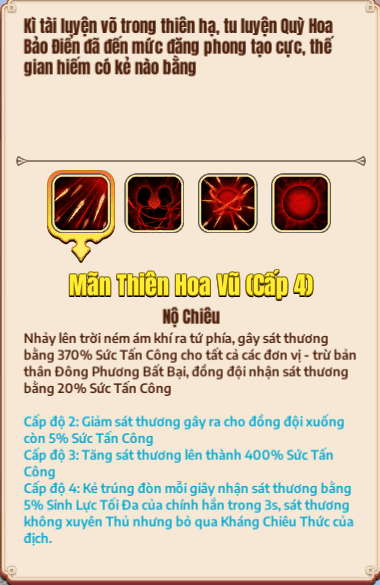 Kì tài luyện võ trong thiên hạ, tu luyện Quỳ Hoa
Bảo Điển đã đến mức đăng phong tạo cực, thế
gian hiếm có kẻ nào bằng
Mãn Thiên Hoa Vũ (Cấp 4)
Nộ Chiêu
Nhảy lên trời ném ám khí ra tứ phía, gây sát thương
bằng 370% Sức Tấn Công cho tất cả các đơn vị - trừ bản
thân Đông Phương Bất Bại, đồng đội nhận sát thương
bằng 20% Sức Tấn Công
Cấp độ 2: Giảm sát thương gây ra cho đồng đội xuống
còn 5% Sức Tấn Công
Cấp độ 3: Tăng sát thương lên thành 400% Sức Tấn
Công
Cấp độ 4: Kẻ trúng đòn mỗi giây nhận sát thương bằng
5% Sinh Lực Tối Đa của chính hắn trong 3s, sát thương
không xuyên Thủ nhưng bỏ qua Kháng Chiêu Thức của
địch.